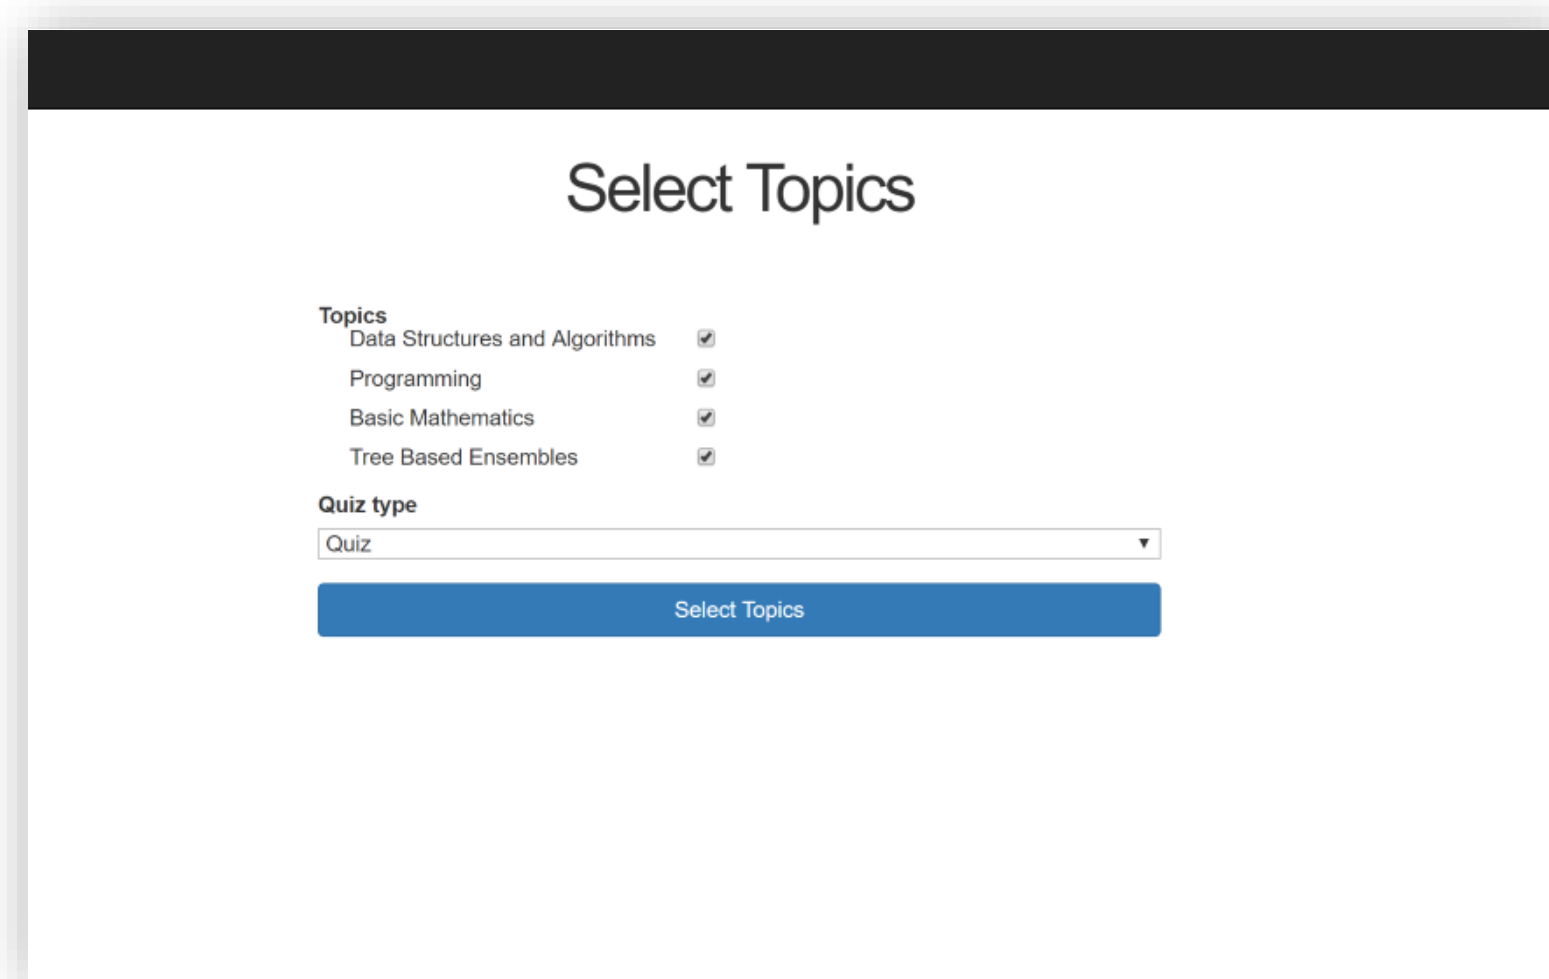 Select Topics
Topics
Data Structures and Algorithms
Programming
Basic Mathematics
Tree Based Ensembles
Quiz type
Quiz
Select Topics